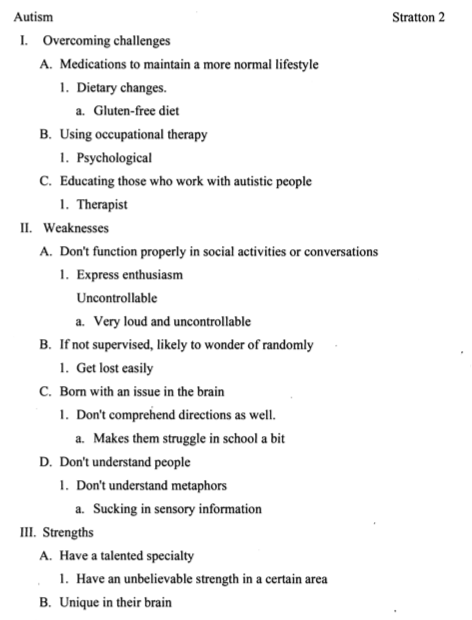 Autism Stratton 2
I. Overcoming challenges
A. Medications to maintain a more normal lifestyle
1. Dietary changes.
a. Gluten-free diet
B. Using occupational therapy
1. Psychological
C. Educating those who work with autistic people
1. Therapist
II. Weaknesses
A. Don't function properly in social activities or conversations
1. Express enthusiasm
Uncontrollable
a. Very loud and uncontrollable
B. If not supervised, likely to wonder of randomly
1. Get lost easily
C. Born with an issue in the brain
1. Don't comprehend directions as well.
a. Makes them struggle in school a bit
D. Don't understand people
1. Don't understand metaphors
a. Sucking in sensory information
III. Strengths
A. Have a talented specialty
1. Have an unbelievable strength in a certain area
B. Unique in their brain